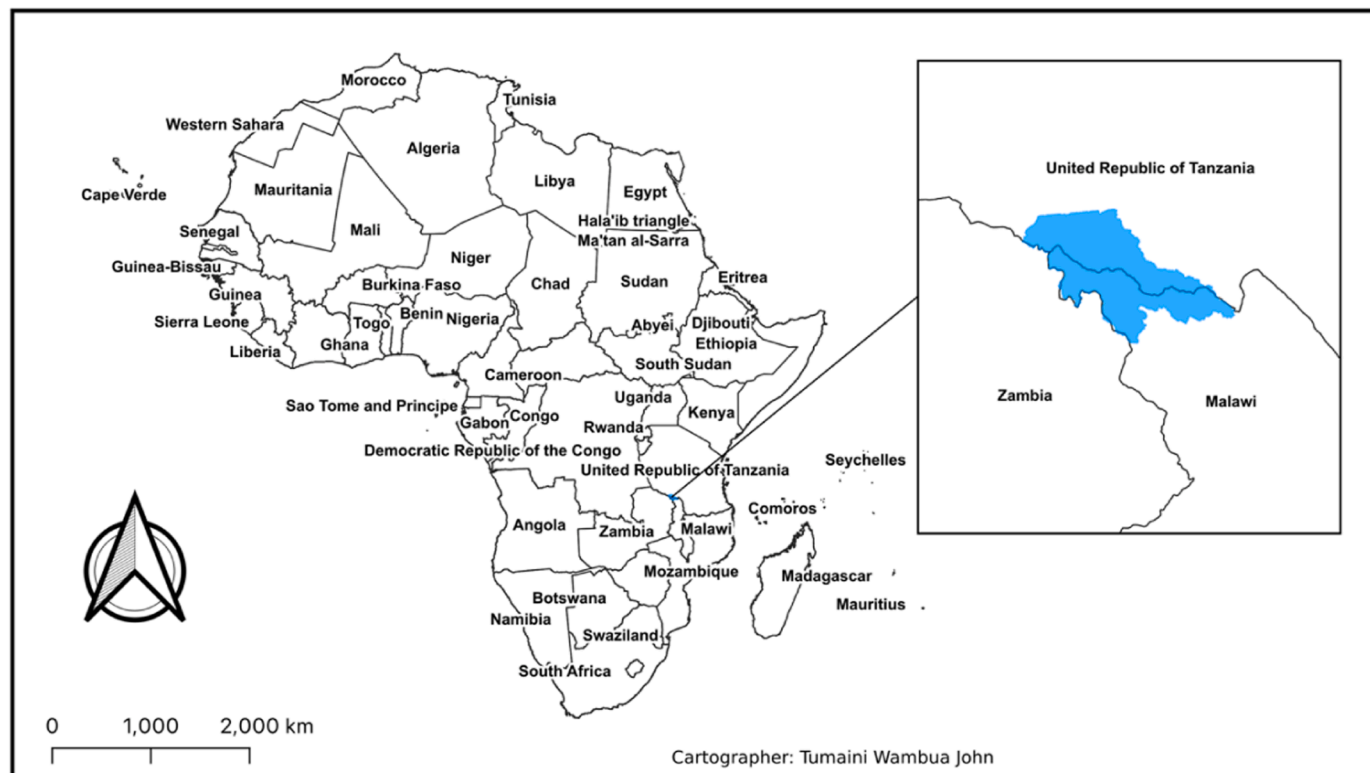 Morocco
Tunisia
Western Sahara
Algeria
Libya
Egypt
Cape Verde
Mauritania
Hala'ib triangle
Senegal
Mali
Ma'tan al-Sarra
Niger
Guinea-Bissau
Burkina Faso
Chad
Sudan
Eritrea
Guinea
Benin
Nigeria
Sierra Leone
Togo
Abyei
Djibouti
Liberia
Ghana
Ethiopia
South Sudan
Cameroon
Uganda
Sao Tome and Principe
Gabon
Congo
Kenya
Rwanda
Democratic Republic of the Congo
United Republic of Tanzania
Seychelles
Angola
Zambia
Malawi
Comoros
Mozambique
Madagascar
Botswana
Mauritius
Namibia
Swaziland
South Africa
United Republic of Tanzania
Zambia
Malawi
0 1,000 2,000 km
Cartographer: Tumaini Wambua John